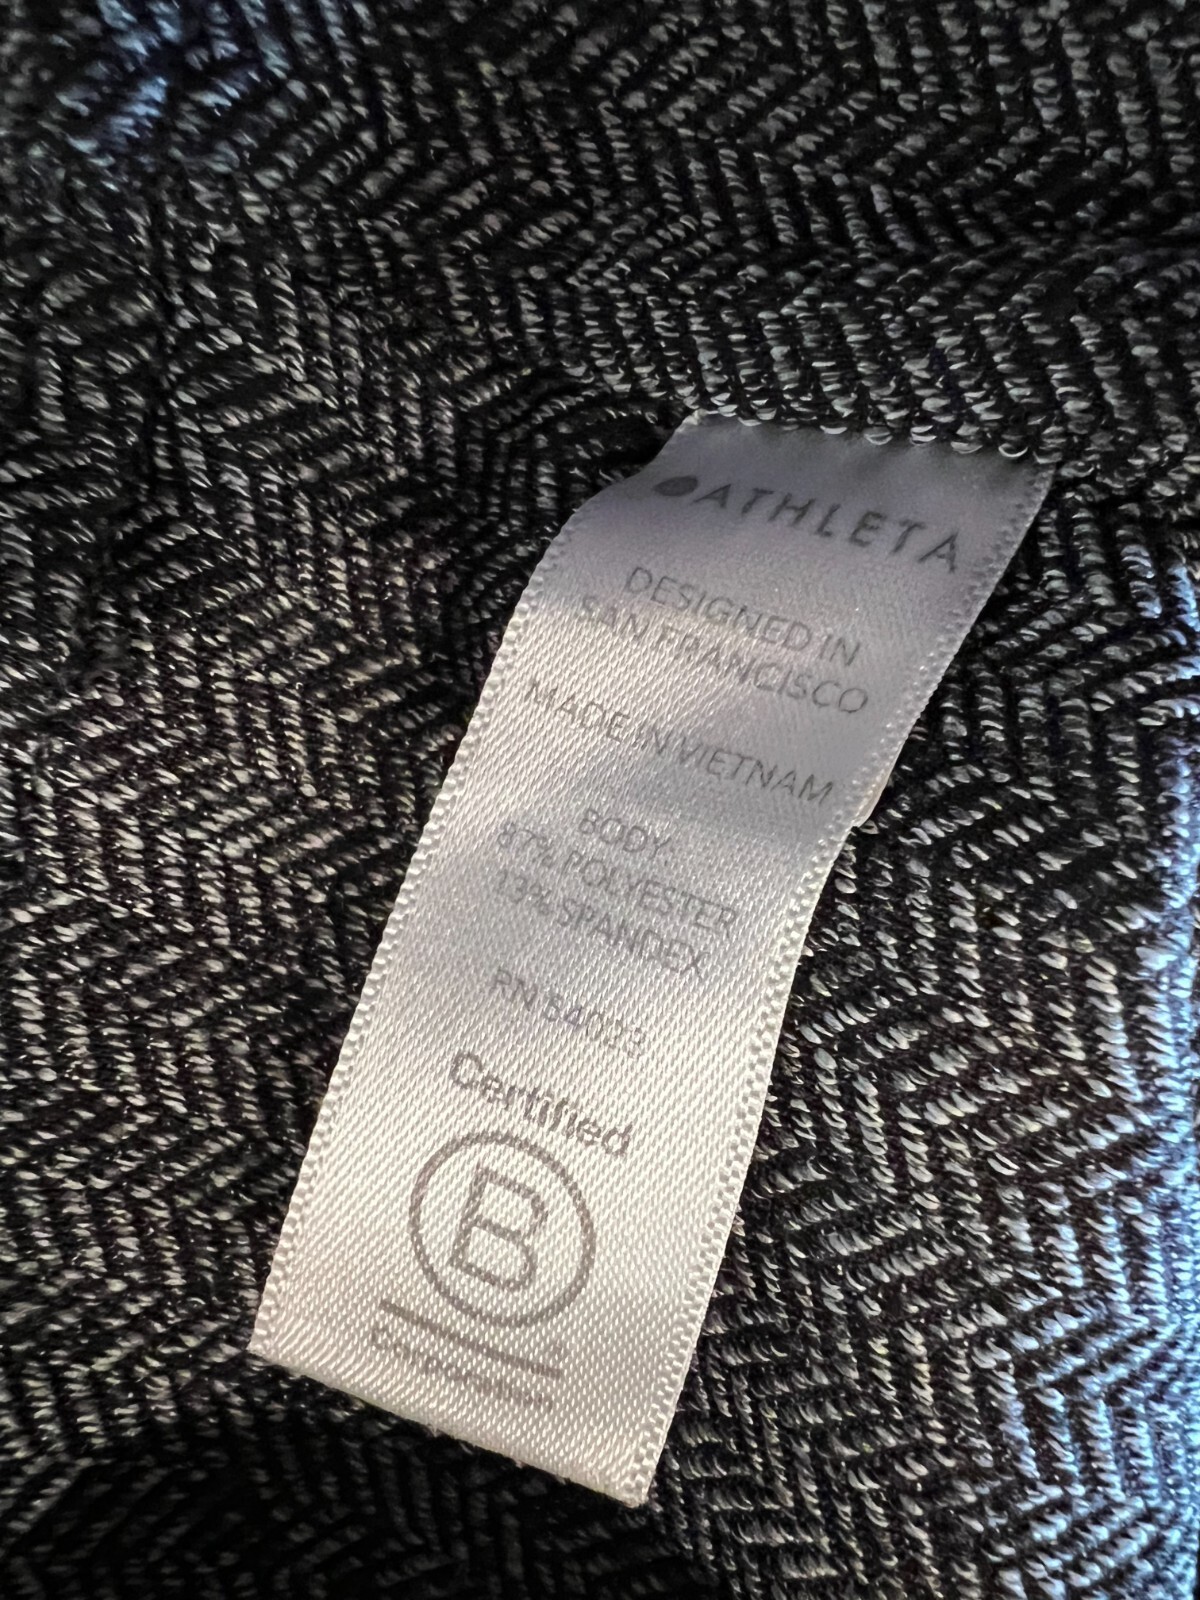 ATHLETA
DESIGNED IN
SAN FRANCISCO
MADE IN VIETNAM
BODY:
87% POLYESTER
13% SPANDEX
RN 54023
Certified
B
Corporation